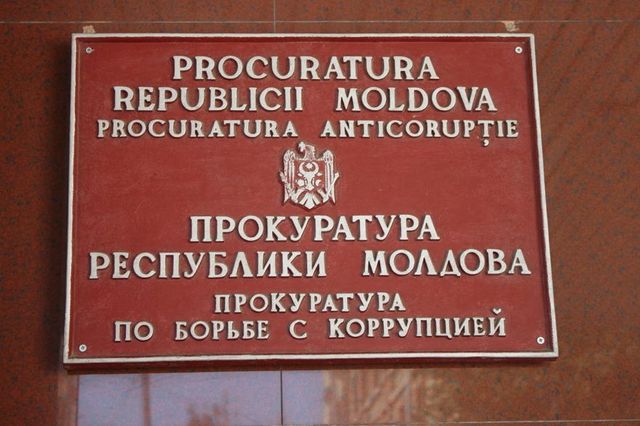 PROCURATURA
REPUBLICII MOLDOVA
PROCURATURA ANTICORUPȚIE
ПРОКУРАТУРА
РЕСПУБЛИКИ МОЛДОВА
ПРОКУРАТУРА
ПО БОРЬБЕ С КОРРУПЦИЕЙ